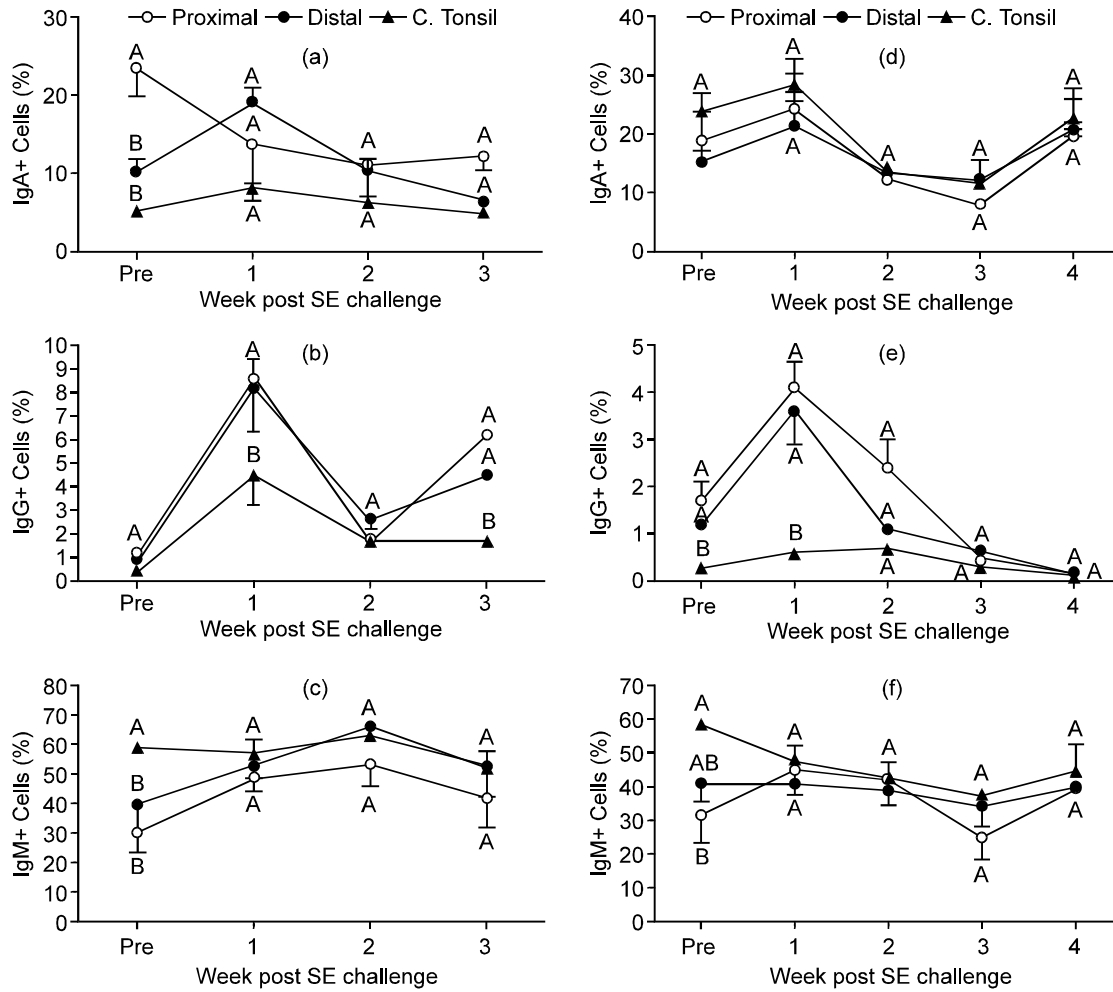 Proximal Distal C. Tonsil
(a)
IgA+ Cells (%)
30
20
10
0
A
B
B
A
A
A
A
A
A
A
Pre 1 2 3
Week post SE challenge
Proximal Distal C. Tonsil
(d)
IgA+ Cells (%)
40
30
20
10
0
A
A
A
A
A
A
A
A
Pre 1 2 3 4
Week post SE challenge
(b)
IgG+ Cells (%)
10
9
8
7
6
5
4
3
2
1
0
A
A
B
A
A
A
B
Pre 1 2 3
Week post SE challenge
(e)
IgG+ Cells (%)
5
4
3
2
1
0
A
A
B
A
A
B
A
A
A
A
A
A
A
Pre 1 2 3 4
Week post SE challenge
(c)
IgM+ Cells (%)
80
70
60
50
40
30
20
10
0
A
B
B
A
A
A
A
A
A
Pre 1 2 3
Week post SE challenge
(f)
IgM+ Cells (%)
70
60
50
40
30
20
10
0
A
AB
B
A
A
A
A
A
A
A
Pre 1 2 3 4
Week post SE challenge